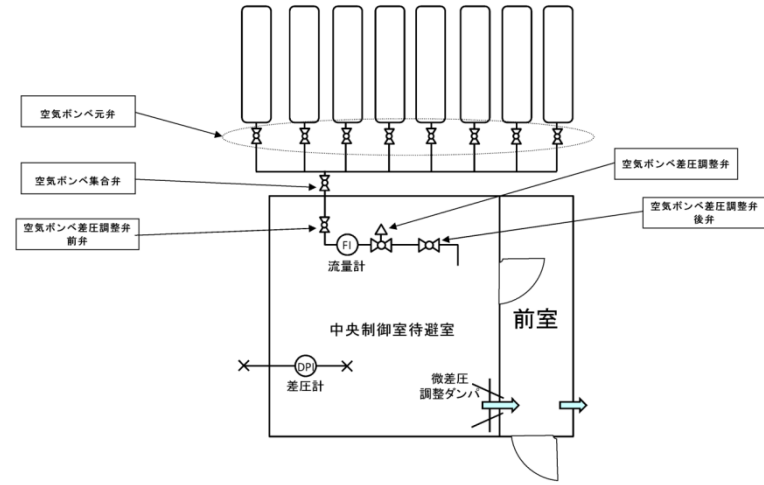 空気ボンベ元弁
空気ボンベ集合弁
空気ボンベ差圧調整弁
前弁
空気ボンベ差圧調整弁
空気ボンベ差圧調整弁
後弁
FI
流量計
中央制御室待避室
前室
DPI
差圧計
微差圧
調整ダンパ